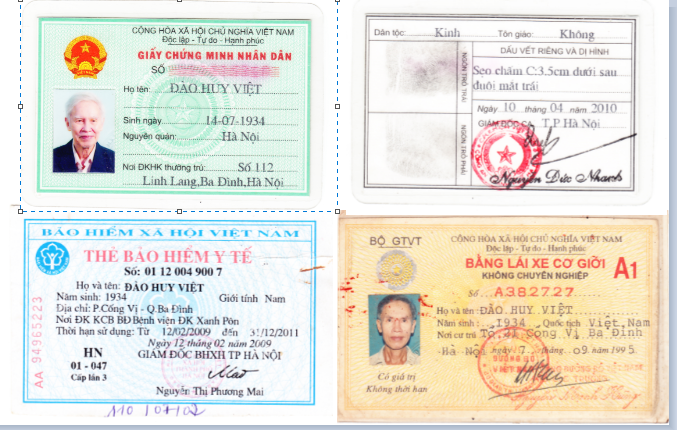 CỘNG HÒA XÃ HỘI CHỦ NGHĨA VIỆT NAM
Độc lập - Tự do - Hạnh phúc
GIẤY CHỨNG MINH NHÂN DÂN
SỐ
Họ tên: ĐÀO HUY VIỆT
Sinh ngày 14-07-1934
Nguyên quán: Hà Nội
Nơi ĐKHK thường trú: Số 112
Linh Lang,Ba Đình,Hà Nội
Dân tộc: Kinh Tôn giáo: Không
NGÓN TRỎ TRÁI
NGÓN TRỎ PHẢI
DẤU VẾT RIÊNG VÀ DỊ HÌNH
Sẹo chấm C:3.5cm dưới sau
đuôi mắt trái
Ngày 10 tháng 04 năm 2010
GIÁM ĐỐC CA T.P Hà Nội
Nguyễn Đức Nhanh
BẢO HIỂM XÃ HỘI VIỆT NAM
THẺ BẢO HIỂM Y TẾ
Số: 01 12 004 900 7
Họ và tên: ĐÀO HUY VIỆT
Năm sinh: 1934 Giới tính Nam
Địa chỉ: P.Cống Vị - Q.Ba Đình
Nơi ĐK KCB BĐ:Bệnh viện ĐK Xanh Pôn
Thời hạn sử dụng: Từ 12/02/2009 đến 31/12/2011
Ngày 12 tháng 02 năm 2009
HN GIÁM ĐỐC BHXH TP HÀ NỘI
01 - 047
Cấp lần 3
Nguyễn Thị Phương Mai
AA 94965223
BỘ GTVT
CỘNG HÒA XÃ HỘI CHỦ NGHĨA VIỆT NAM
Độc lập - Tự do - Hạnh phúc
BẰNG LÁI XE CƠ GIỚI
KHÔNG CHUYÊN NGHIỆP
A1
Số A382727
Họ và tên: ĐÀO HUY VIỆT
Năm sinh: 1934 Quốc tịch Việt Nam
Nơi cư trú To 21 Cống Vị Ba Đình
Hà Nội ngày 7 tháng 09 năm 1995
Có giá trị
Không thời hạn